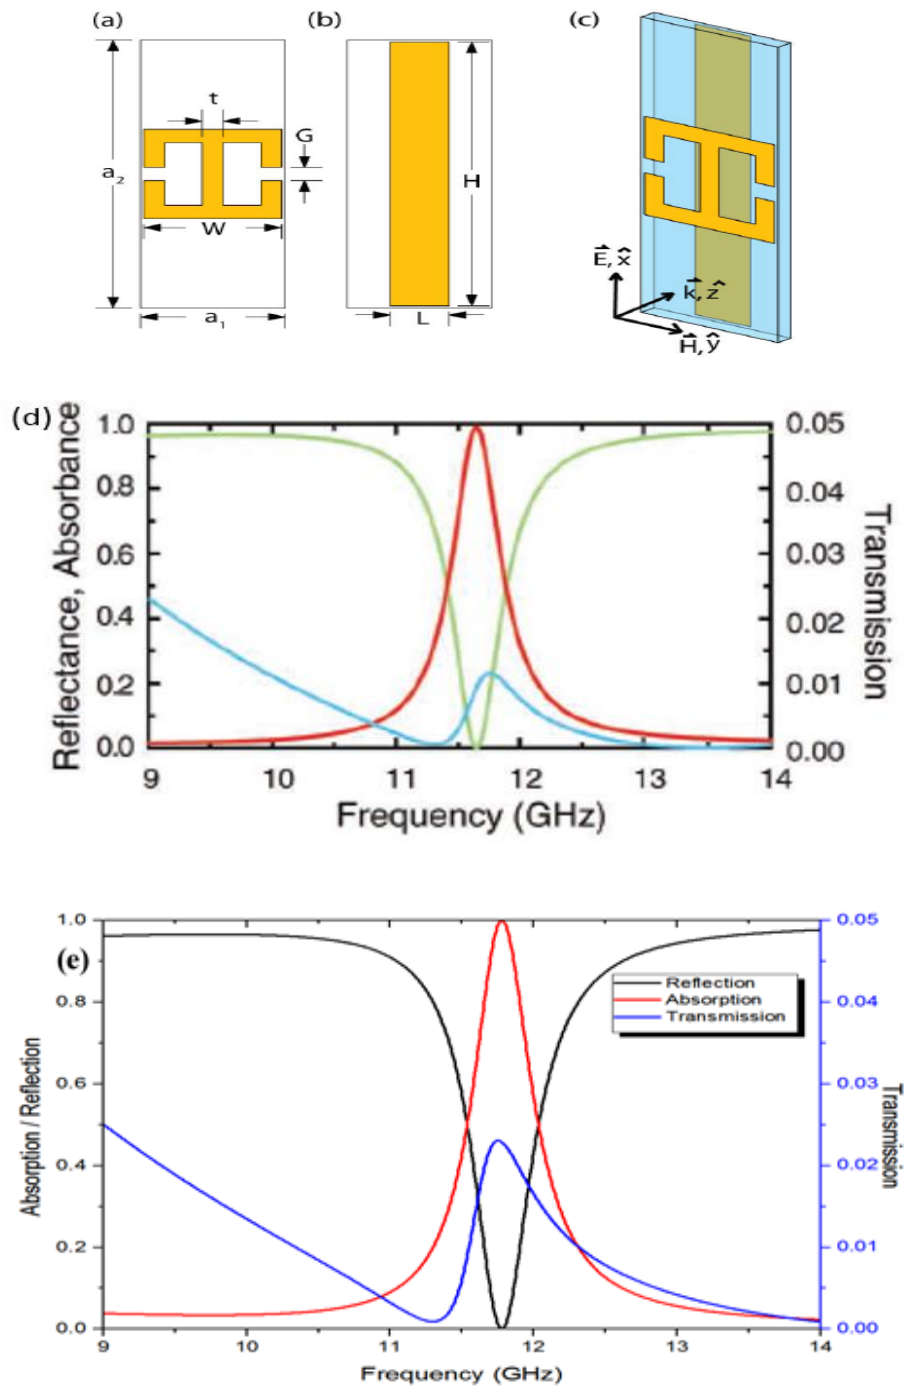 (a)
(b)
(c)
t
G
a2
W
a1
H
L
E, x̂
k, ẑ
H, ŷ
(d)
Reflectance, Absorbance
1.0
0.8
0.6
0.4
0.2
0.0
0.05
0.04
0.03
0.02
0.01
0.00
Transmission
9 10 11 12 13 14
Frequency (GHz)
(e)
Absorption / Reflection
1.0
0.8
0.6
0.4
0.2
0.0
Reflection
Absorption
Transmission
0.05
0.04
0.03
0.02
0.01
0.00
Transmission
9 10 11 12 13 14
Frequency (GHz)